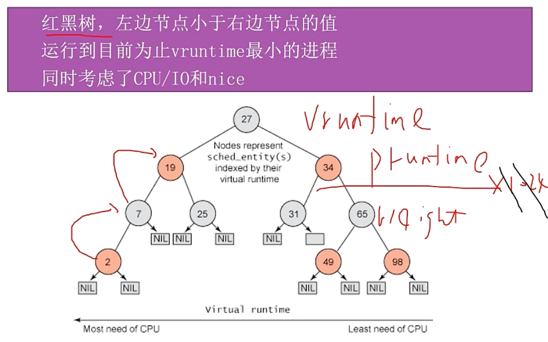 红黑树，左边节点小于右边节点的值
运行到目前为止vruntime最小的进程
同时考虑了CPU/IO和nice
27
Vruntime
Nodes represent
sched_entity(s)
indexed by their
virtual runtime
19
34
pruntime
7
25
31
65
NIL
NIL
NIL
NIL
2
49
98
NIL
NIL
NIL
NIL
NIL
NIL
Virtual runtime
Most need of CPU
Least need of CPU